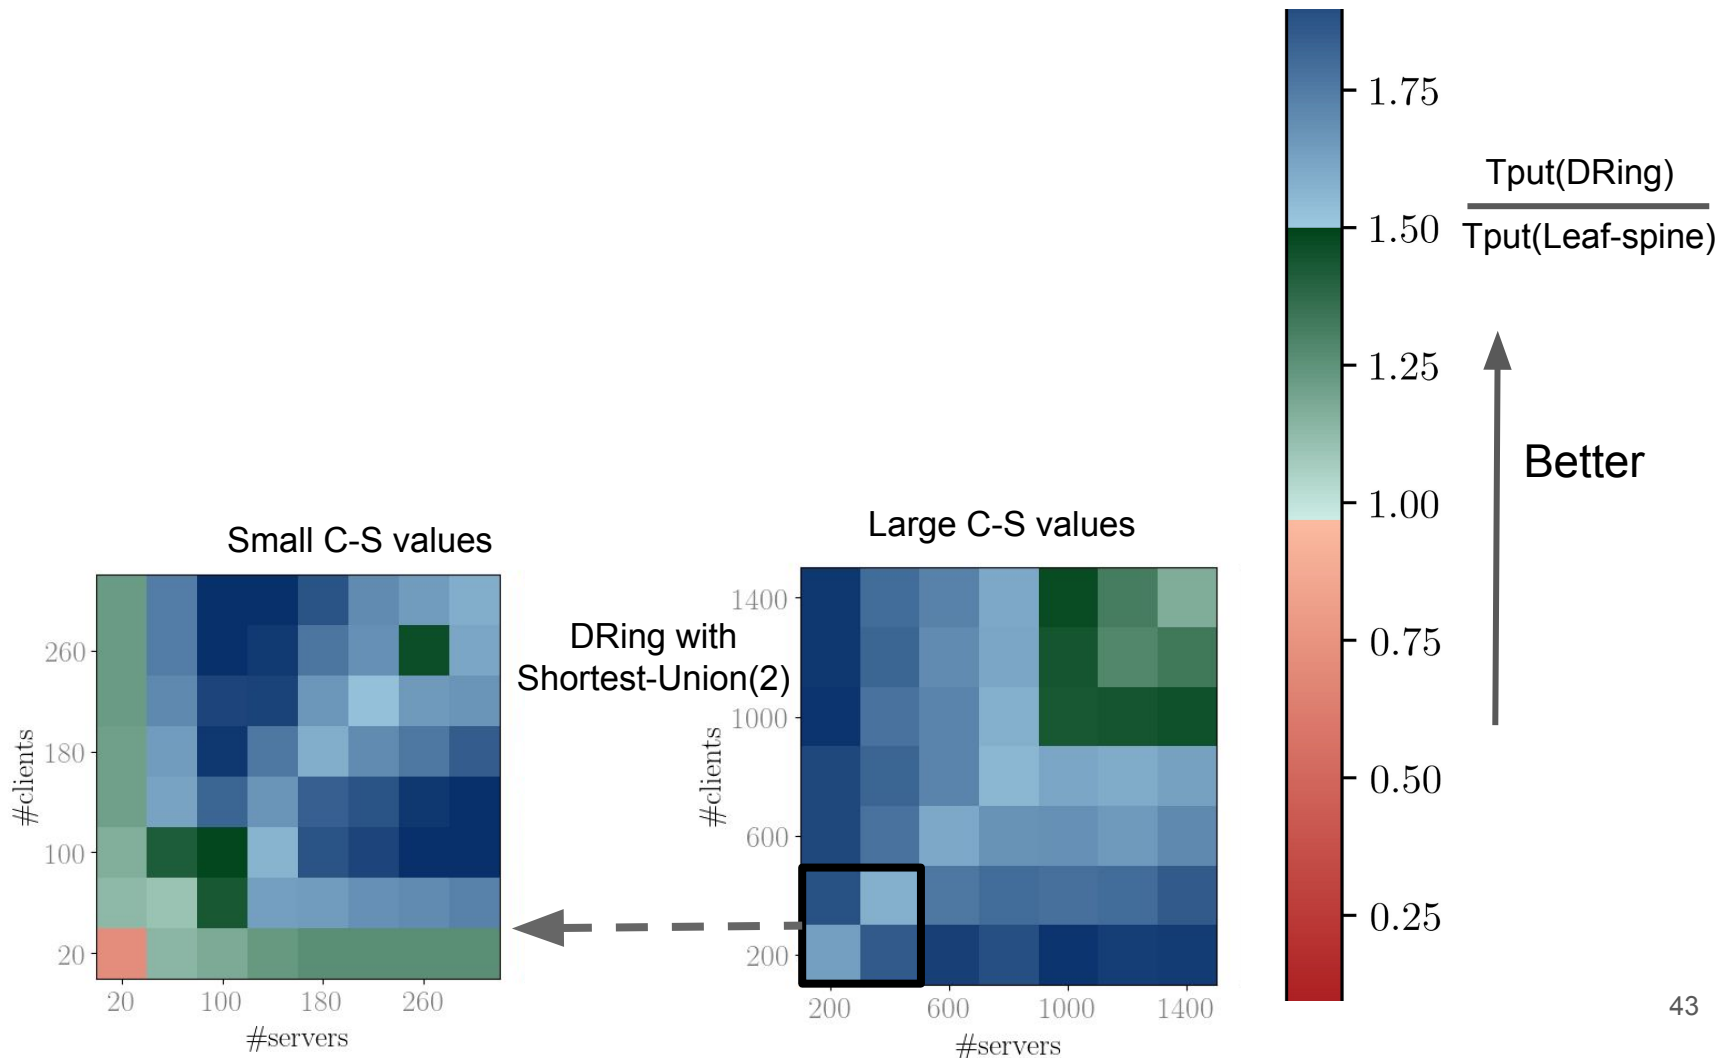 1.75
1.50
1.25
1.00
0.75
0.50
0.25
Tput(DRing)
Tput(Leaf-spine)
Better
Small C-S values
#clients
260
180
100
20
20 100 180 260
#servers
DRing with
Shortest-Union(2)
Large C-S values
#clients
1400
1000
600
200
200 600 1000 1400
#servers
43